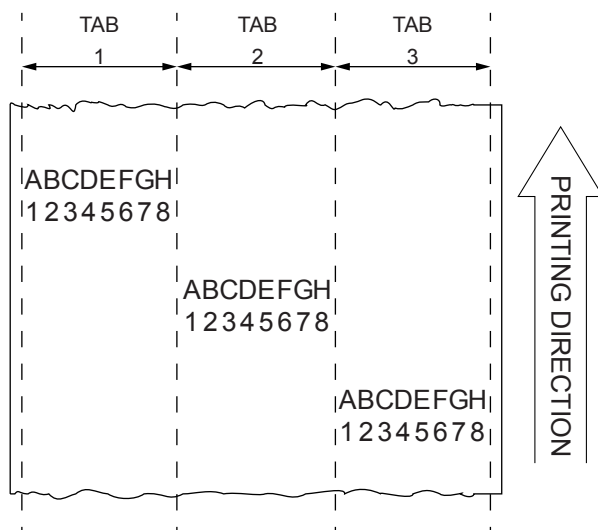 TAB TAB TAB
1 2 3
ABCDEFGH
12345678
ABCDEFGH
12345678
ABCDEFGH
12345678
PRINTING DIRECTION